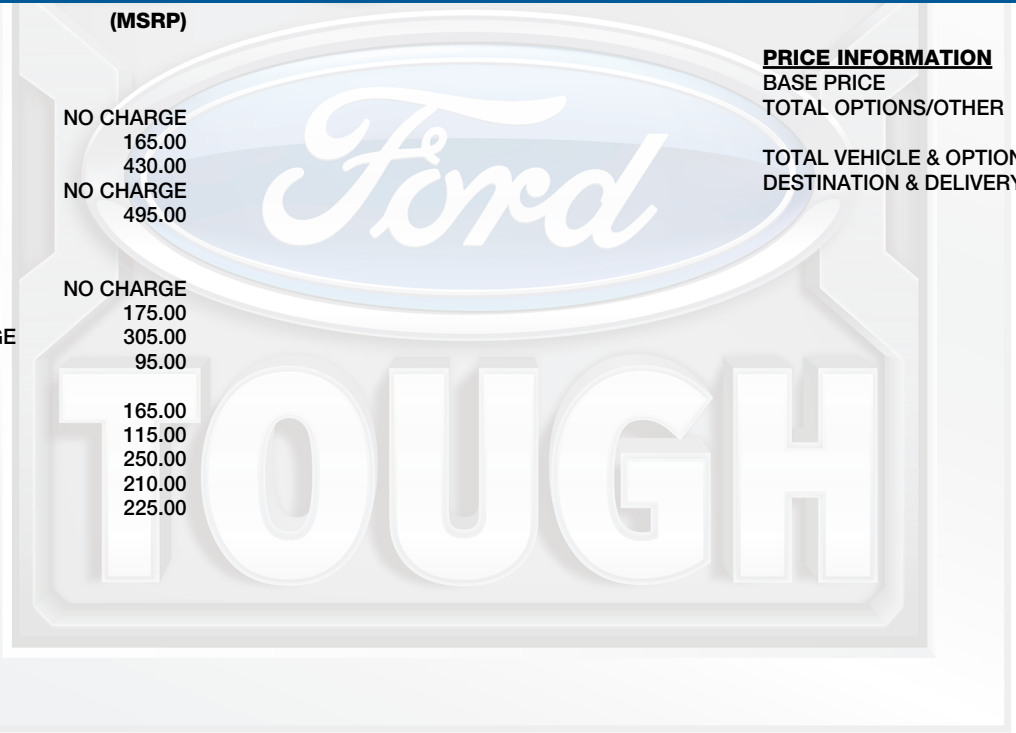 (MSRP)
NO CHARGE
165.00
430.00
NO CHARGE
495.00
NO CHARGE
175.00
GE 305.00
95.00
165.00
115.00
250.00
210.00
225.00
PRICE INFORMATION
BASE PRICE
TOTAL OPTIONS/OTHER
TOTAL VEHICLE & OPTION
DESTINATION & DELIVERY
Ford
TOUGH